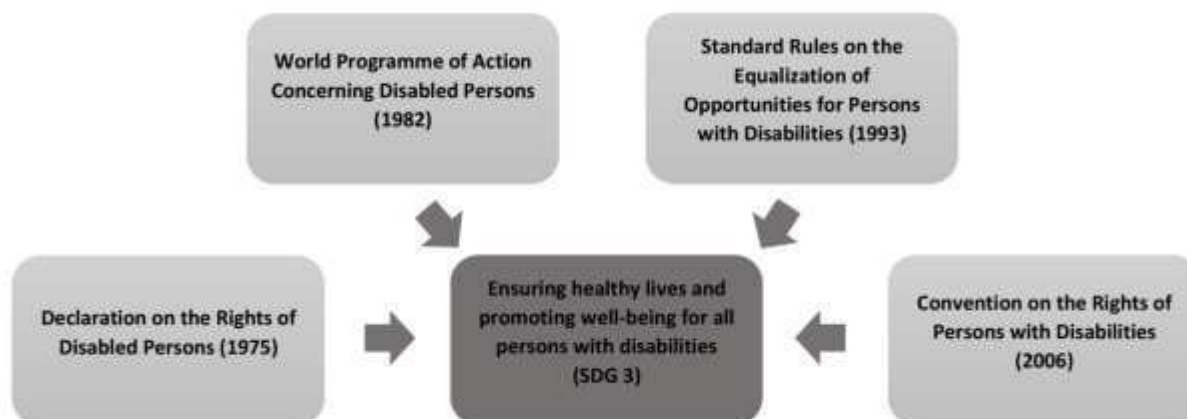 World Programme of Action
Concerning Disabled Persons
(1982)
Standard Rules on the
Equalization of
Opportunities for Persons
with Disabilities (1993)
Declaration on the Rights of
Disabled Persons (1975)
Ensuring healthy lives and
promoting well-being for all
persons with disabilities
(SDG 3)
Convention on the Rights of
Persons with Disabilities
(2006)